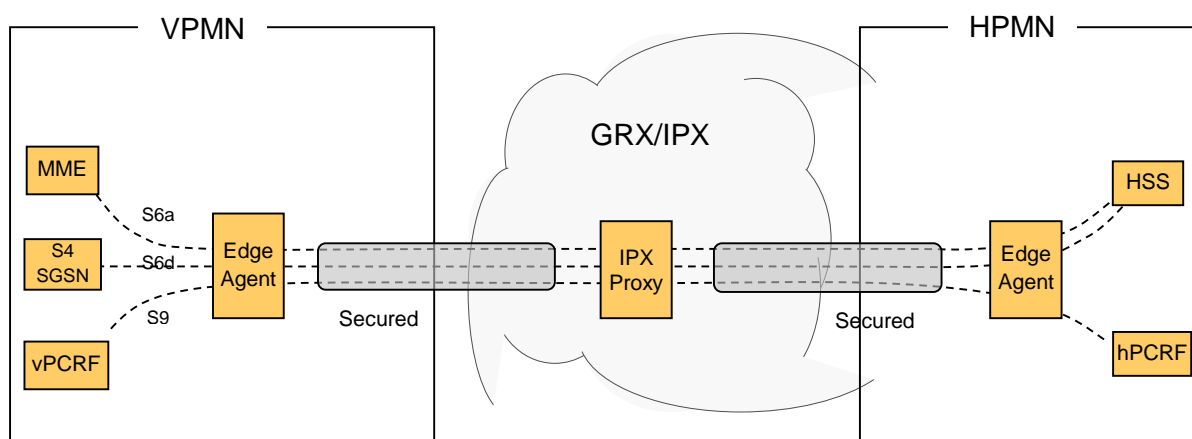 VPMN
HPMN
GRX/IPX
MME
HSS
S6a
S4
SGSN
S6d
Edge
Agent
IPX
Proxy
Edge
Agent
S9
Secured
Secured
vPCRF
hPCRF